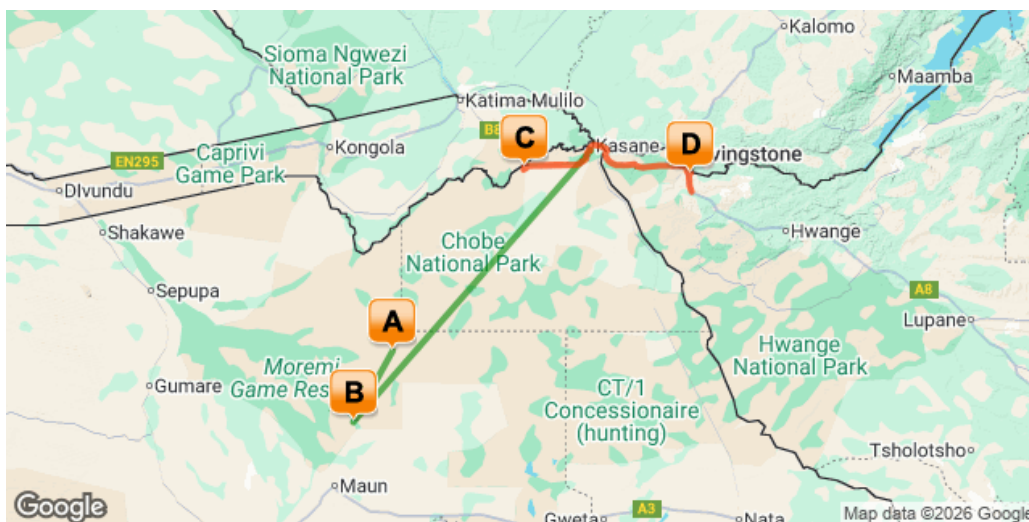 Kalomo
Sioma Ngwezi
National Park
Maamba
Katima Mulilo
B8
C
Kasane
D
vingstone
Kongola
EN295
Caprivi
Game Park
Divundu
Shakawe
Hwange
Chobe
National Park
Sepupa
A8
A
Lupane
Hwange
National Park
Moremi
Game Res
B
Gumare
CT/1
Concessionaire
(hunting)
Tsholotsho
Maun
A3
Google
Gweta
Nata
Map data ©2026 Google